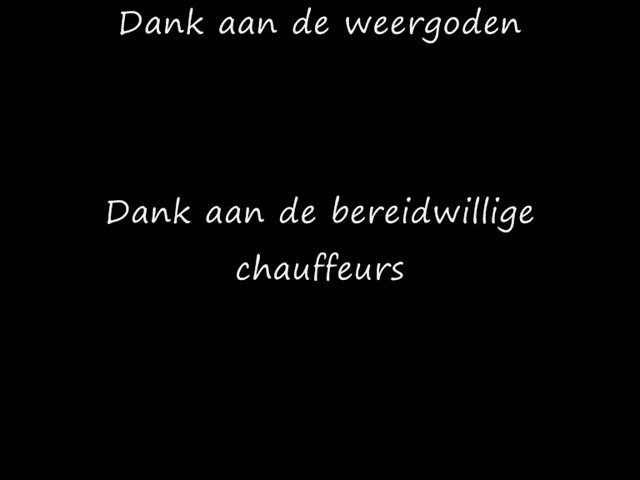 Dank aan de weergoden
Dank aan de bereidwillige
chauffeurs